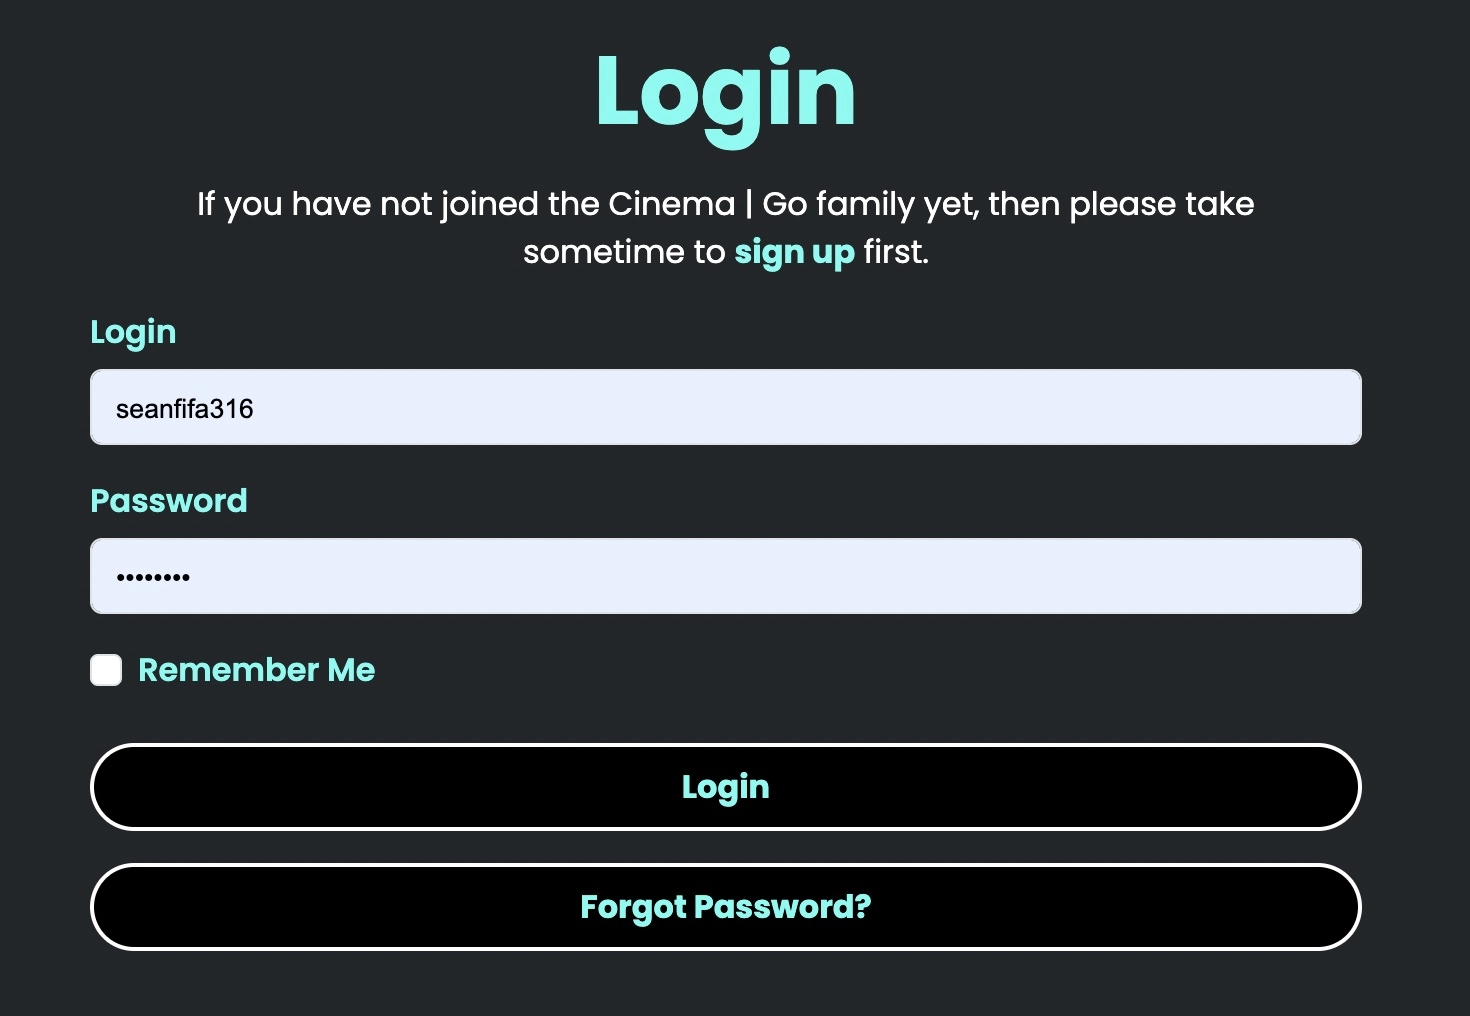 Login
If you have not joined the Cinema | Go family yet, then please take
sometime to sign up first.
Login
seanfifa316
Password
••••••••
Remember Me
Login
Forgot Password?